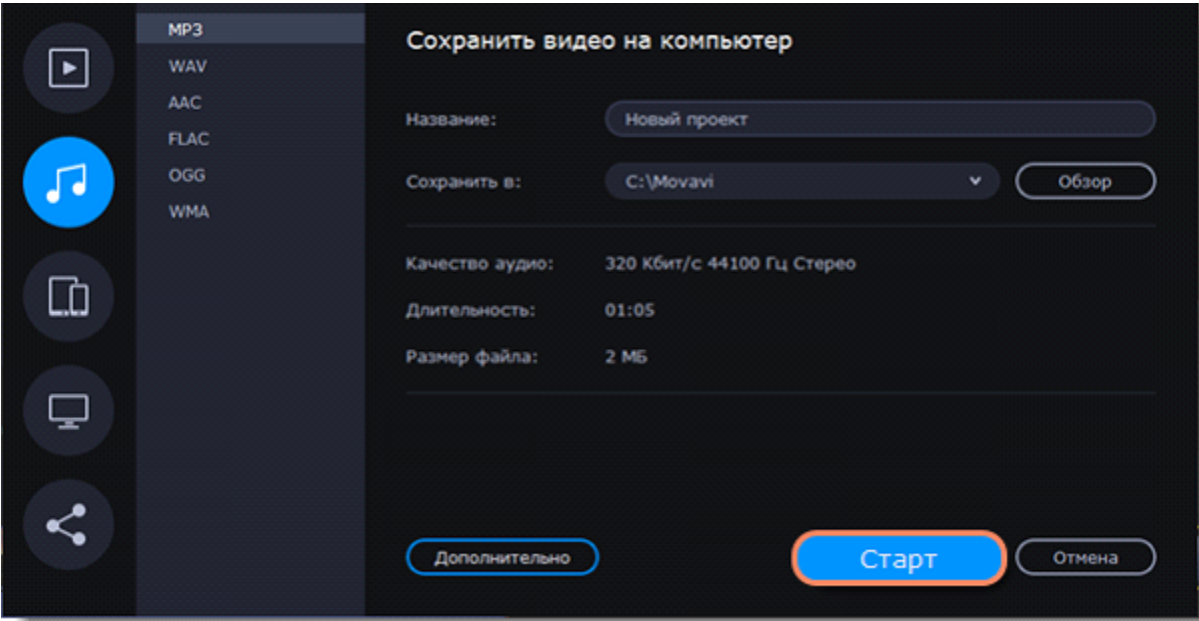 MP3
WAV
AAC
FLAC
OGG
WMA
Сохранить видео на компьютер
Название: Новый проект
Сохранить в: C:\Movavi Обзор
Качество аудио: 320 Кбит/с 44100 Гц Стерео
Длительность: 01:05
Размер файла: 2 МБ
Дополнительно Старт Отмена